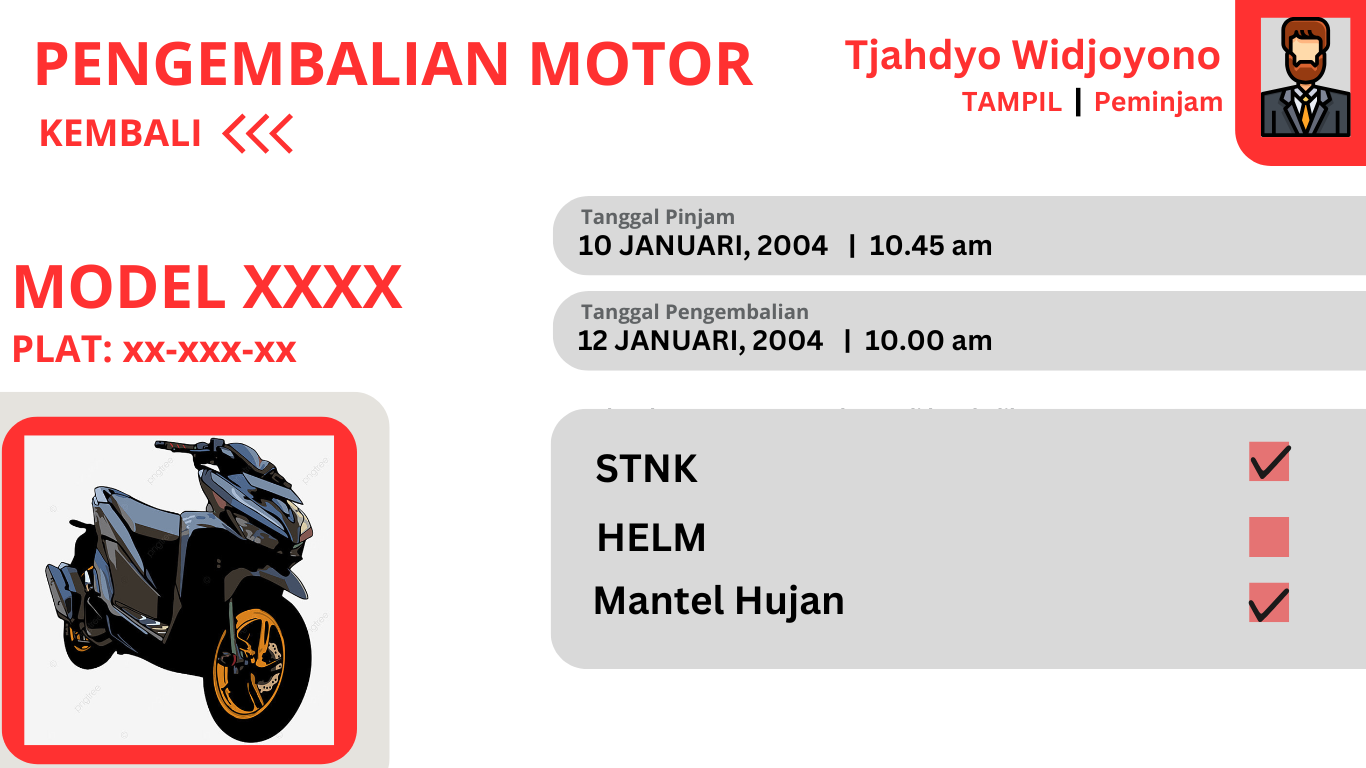 PENGEMBALIAN MOTOR
KEMBALI
Tjahdyo Widjoyono
TAMPIL | Peminjam
MODEL XXXX
PLAT: xx-xxx-xx
Tanggal Pinjam
10 JANUARI, 2004 | 10.45 am
Tanggal Pengembalian
12 JANUARI, 2004 | 10.00 am
STNK
HELM
Mantel Hujan